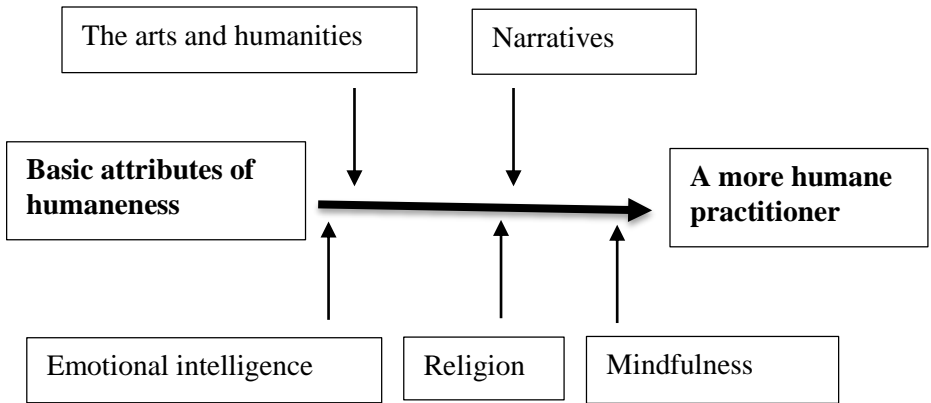 The arts and humanities
Narratives
Basic attributes of
humaneness
A more humane
practitioner
Emotional intelligence
Religion
Mindfulness